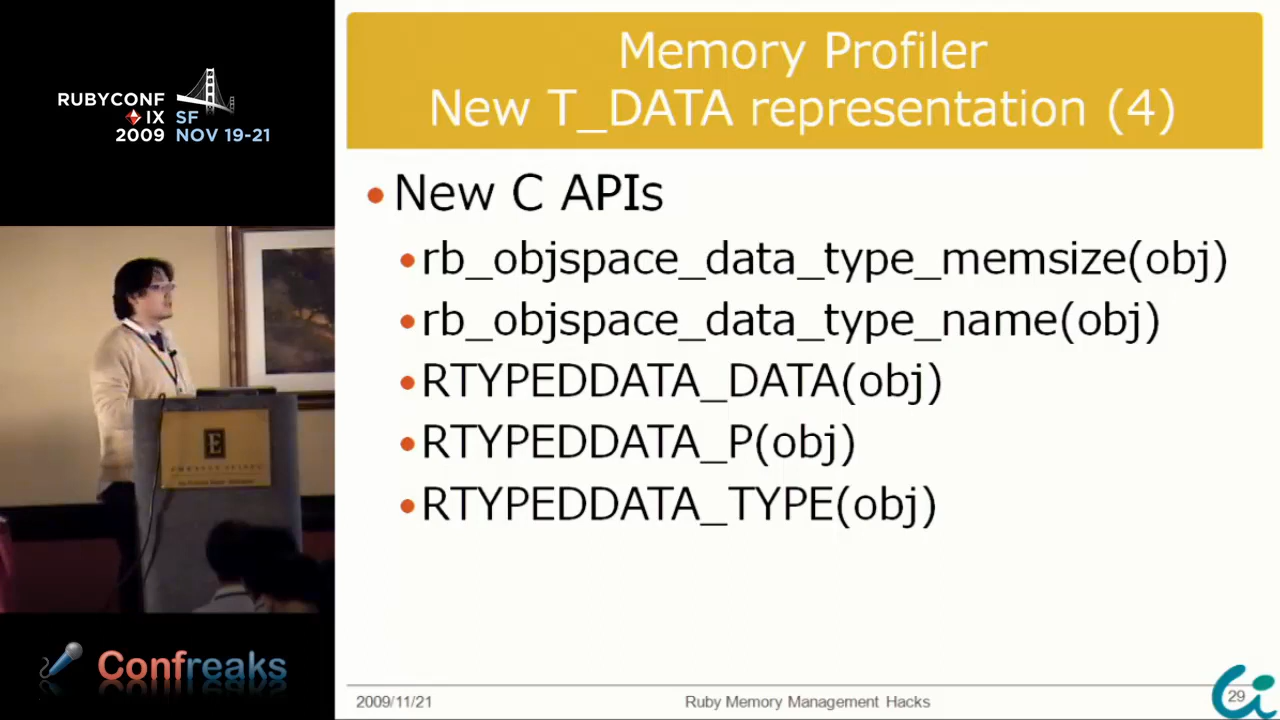 RUBYCONF
IX SF
2009 NOV 19-21
Memory Profiler
New T_DATA representation (4)
• New C APIs
• rb_objspace_data_type_memsize(obj)
• rb_objspace_data_type_name(obj)
• RTYPEDDATA_DATA(obj)
• RTYPEDDATA_P(obj)
• RTYPEDDATA_TYPE(obj)
E
Confreaks
2009/11/21 Ruby Memory Management Hacks 29